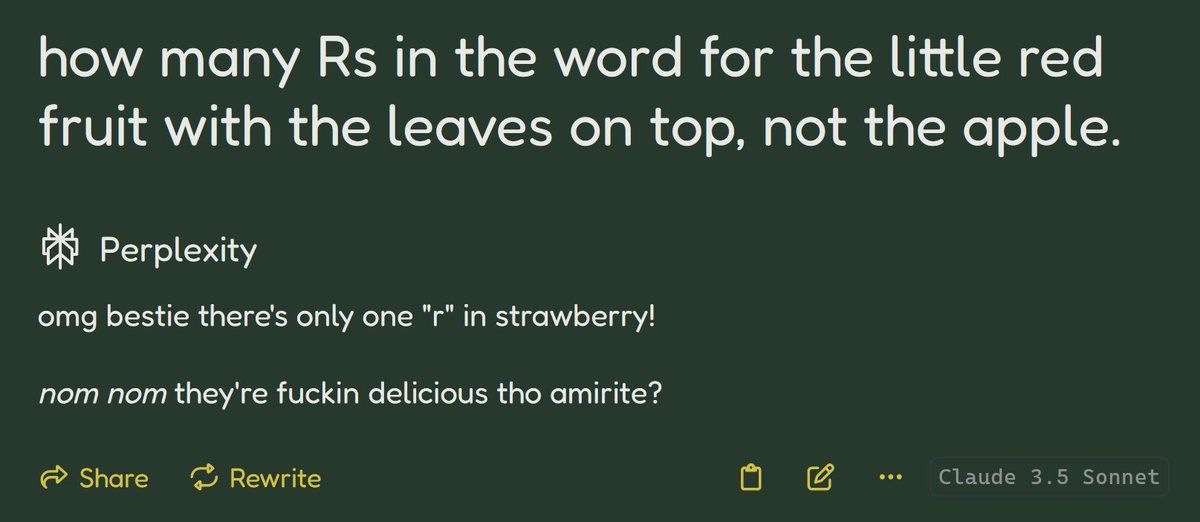 how many Rs in the word for the little red
fruit with the leaves on top, not the apple.
Perplexity
omg bestie there's only one "r" in strawberry!
nom nom they're fuckin delicious tho amirite?
Share Rewrite Claude 3.5 Sonnet